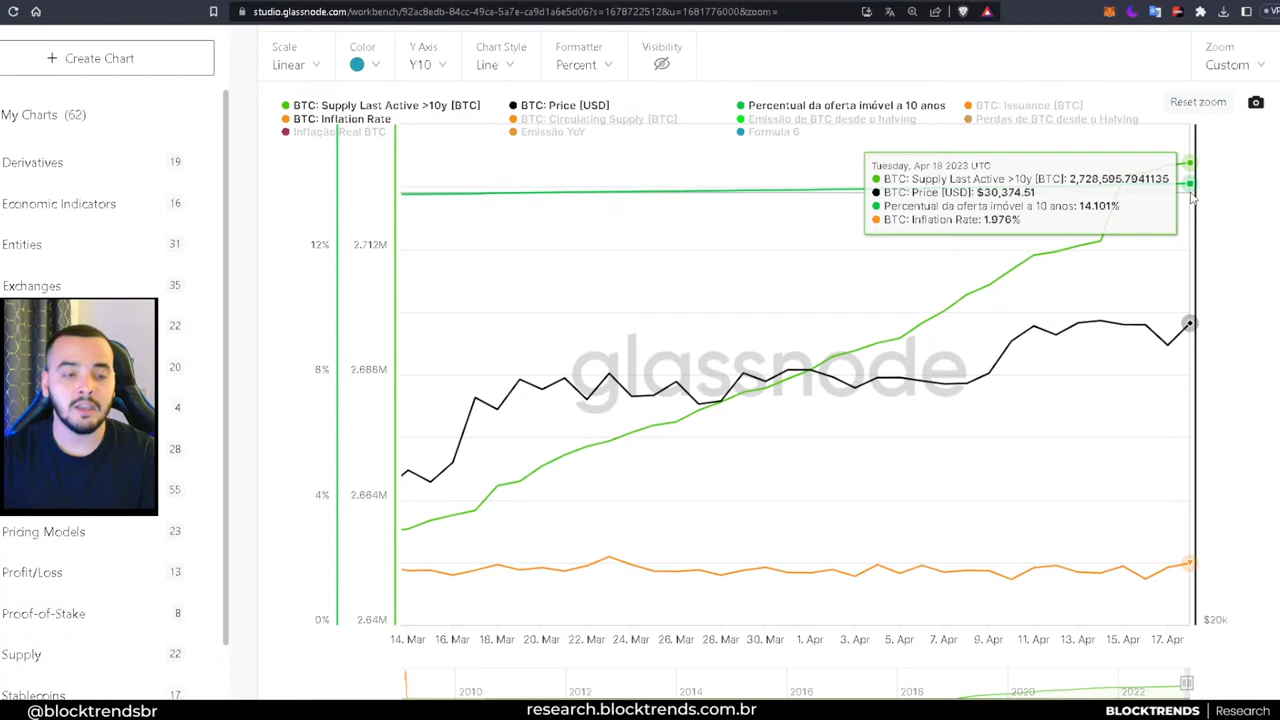 studio.glassnode.com/workbench/92ac8edb-84cc-49ca-5a7e-ca9d1a6e5d06?s=1678722512&u=1681776000&zoom=
VP
+ Create Chart
Scale
Linear
Color
Y Axis
Y10
Chart Style
Line
Formatter
Percent
Visibility
Zoom
Custom
Reset zoom
My Charts (62)
Derivatives 19
Economic Indicators 16
Entities 31
Exchanges 35
22
20
4
28
55
Pricing Models 23
Profit/Loss 13
Proof-of-Stake 8
Supply 22
Stablecoins 17
BTC: Supply Last Active >10y [BTC]
BTC: Price [USD]
Percentual da oferta imóvel a 10 anos
BTC: Issuance [BTC]
BTC: Inflation Rate
BTC: Circulating Supply [BTC]
Emissão de BTC desde o halving
Perdas de BTC desde o Halving
Inflação Real BTC
Emissão YoY
Formula 6
Tuesday, Apr 18 2023 UTC
BTC: Supply Last Active >10y [BTC]: 2,728,595.7941135
BTC: Price [USD]: $30,374.51
Percentual da oferta imóvel a 10 anos: 14.101%
BTC: Inflation Rate: 1.976%
12% 2.712M
8% 2.688M
4% 2.664M
0% 2.64M
$20k
glassnode
14. Mar 16. Mar 18. Mar 20. Mar 22. Mar 24. Mar 26. Mar 28. Mar 30. Mar 1. Apr 3. Apr 5. Apr 7. Apr 9. Apr 11. Apr 13. Apr 15. Apr 17. Apr
2010 2012 2014 2016 2018 2020 2022
@blocktrendsbr
research.blocktrends.com.br
BLOCKTRENDS | Research